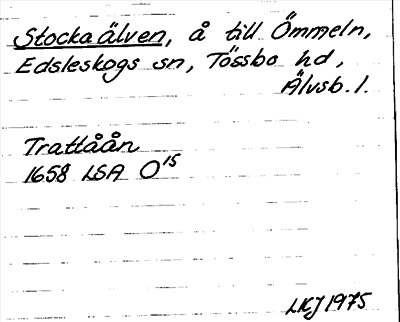 Stockaälven, å till Ömmeln,
Edsleskogs sn, Tössbo hd,
Älvsb. l.
Trattåån
1658 LSA O15
LKJ 1975